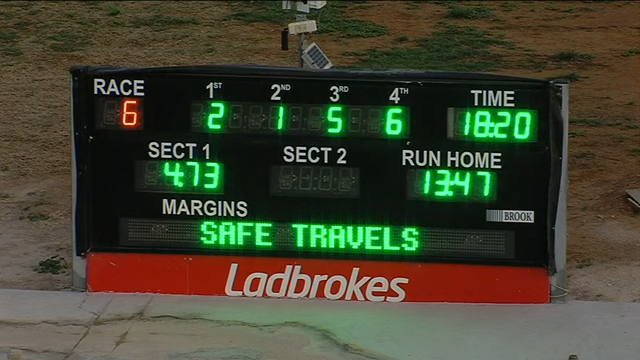 RACE 1ST 2ND 3RD 4TH TIME
6 2 1 5 6 18:20
SECT 1 SECT 2 RUN HOME
4.73 13.47
MARGINS
BROOK
SAFE TRAVELS
Ladbrokes